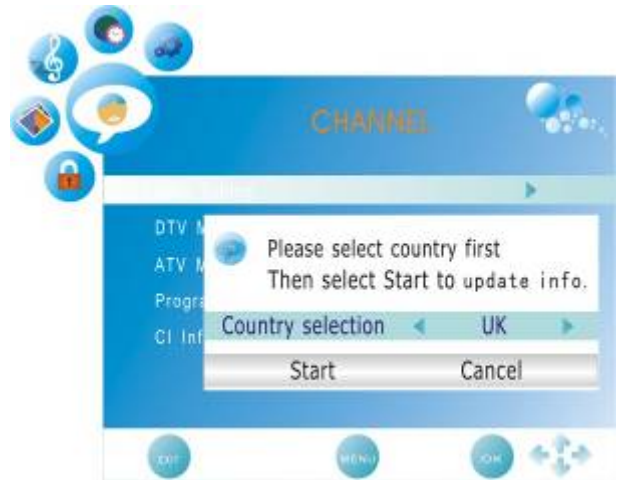 CHANNEL
DTV M
ATV M
Please select country first
Then select Start to update info.
Progra
CI Inf
Country selection UK
Start Cancel
EXIT MENU OK